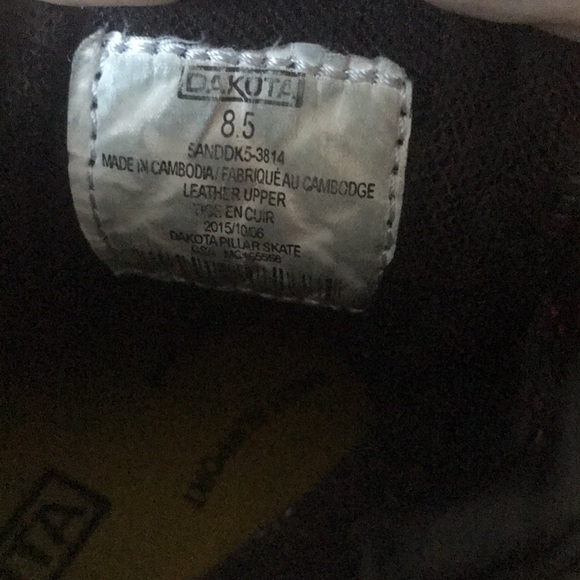 DAKOTA
8.5
5ANDDK5-3814
MADE IN CAMBODIA / FABRIQUÉ AU CAMBODGE
LEATHER UPPER
EN CUIR
2015/10/06
DAKOTA PILLAR SKATE